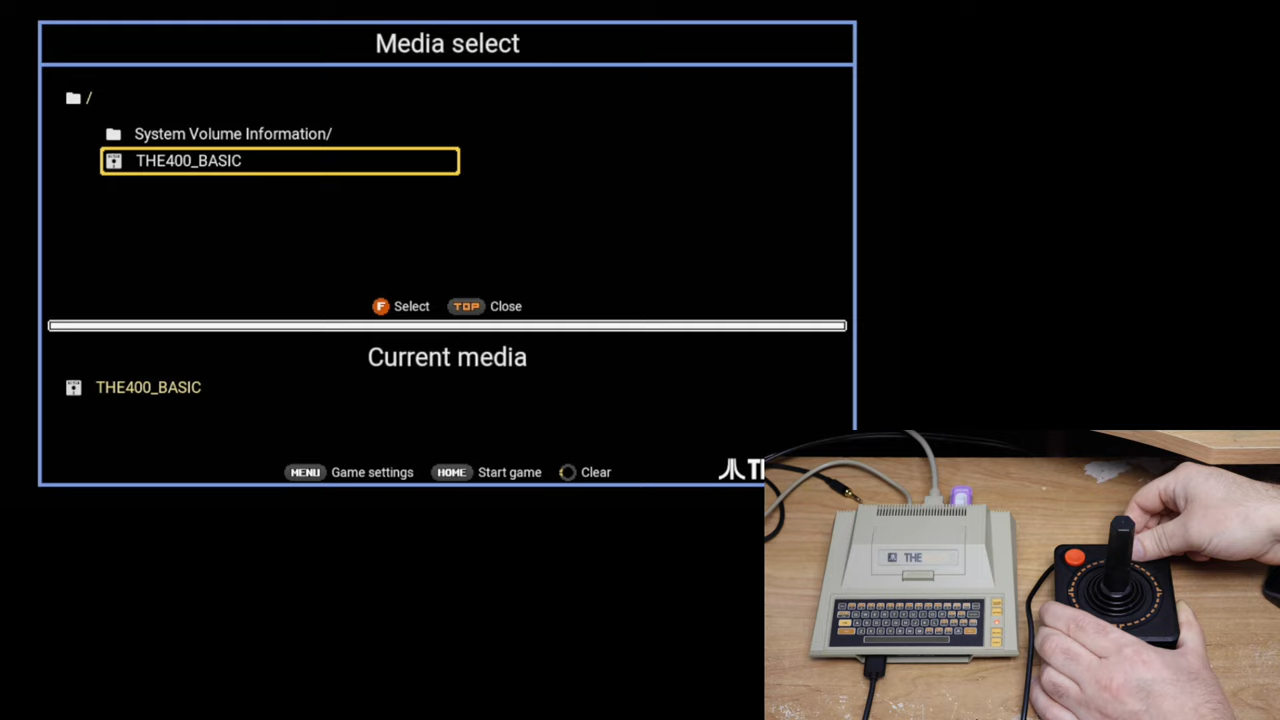 Media select
/
System Volume Information/
THE400_BASIC
F Select TOP Close
Current media
THE400_BASIC
MENU Game settings HOME Start game Clear
THE